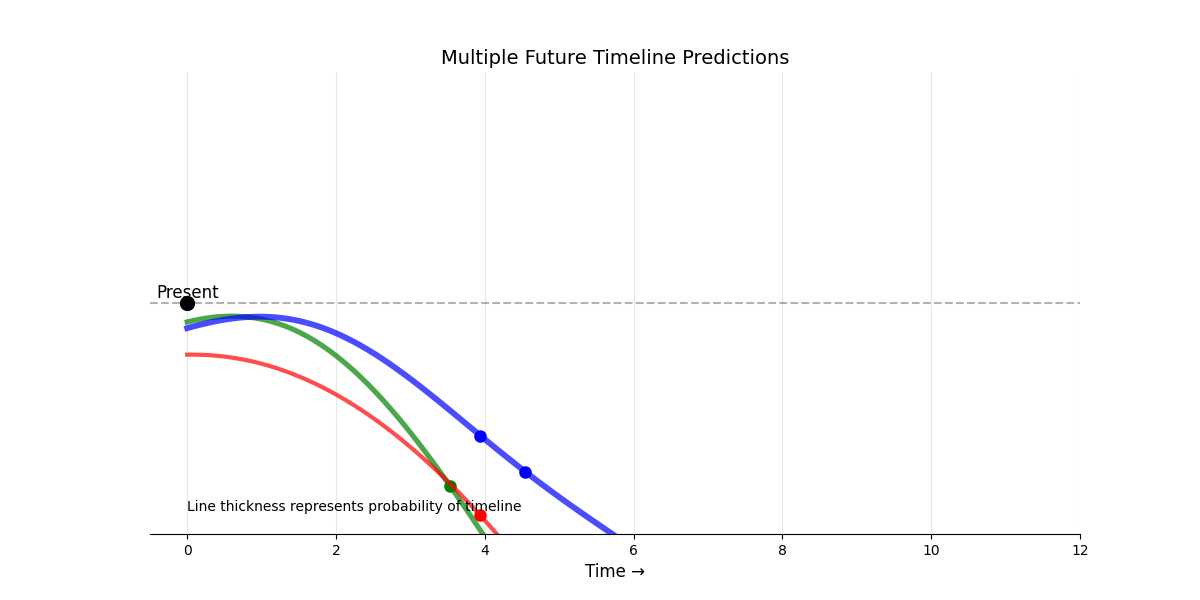 Multiple Future Timeline Predictions
Present
Line thickness represents probability of timeline
0 2 4 6 8 10 12
Time →